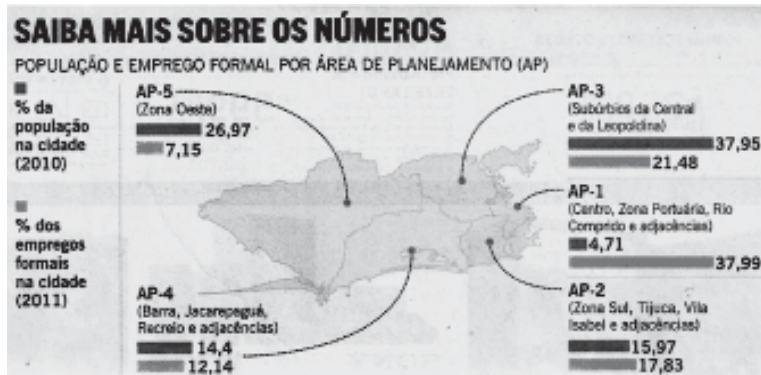 SAIBA MAIS SOBRE OS NÚMEROS
POPULAÇÃO E EMPREGO FORMAL POR ÁREA DE PLANEJAMENTO (AP)
% da
população
na cidade
(2010)
% dos
empregos
formais
na cidade
(2011)
AP-5
(Zona Oeste)
26,97
7,15
AP-4
(Barra, Jacarepaguá,
Recreio e adjacências)
14,4
12,14
AP-3
(Subúrbios da Central
e da Leopoldina)
37,95
21,48
AP-1
(Centro, Zona Portuária, Rio
Comprido e adjacências)
4,71
37,99
AP-2
(Zona Sul, Tijuca, Vila
Isabel e adjacências)
15,97
17,83